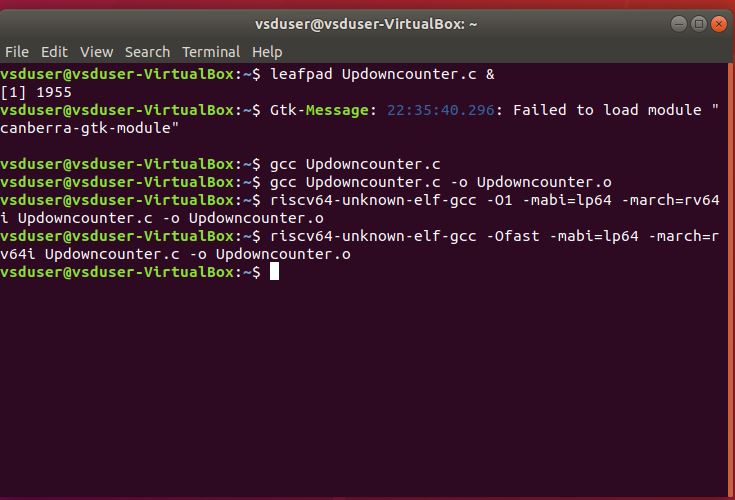 vsduser@vsduser-VirtualBox: ~
File Edit View Search Terminal Help
vsduser@vsduser-VirtualBox:~$ leafpad Updowncounter.c &
[1] 1955
vsduser@vsduser-VirtualBox:~$ Gtk-Message: 22:35:40.296: Failed to load module "
canberra-gtk-module"
vsduser@vsduser-VirtualBox:~$ gcc Updowncounter.c
vsduser@vsduser-VirtualBox:~$ gcc Updowncounter.c -o Updowncounter.o
vsduser@vsduser-VirtualBox:~$ riscv64-unknown-elf-gcc -O1 -mabi=lp64 -march=rv64
i Updowncounter.c -o Updowncounter.o
vsduser@vsduser-VirtualBox:~$ riscv64-unknown-elf-gcc -Ofast -mabi=lp64 -march=r
v64i Updowncounter.c -o Updowncounter.o
vsduser@vsduser-VirtualBox:~$